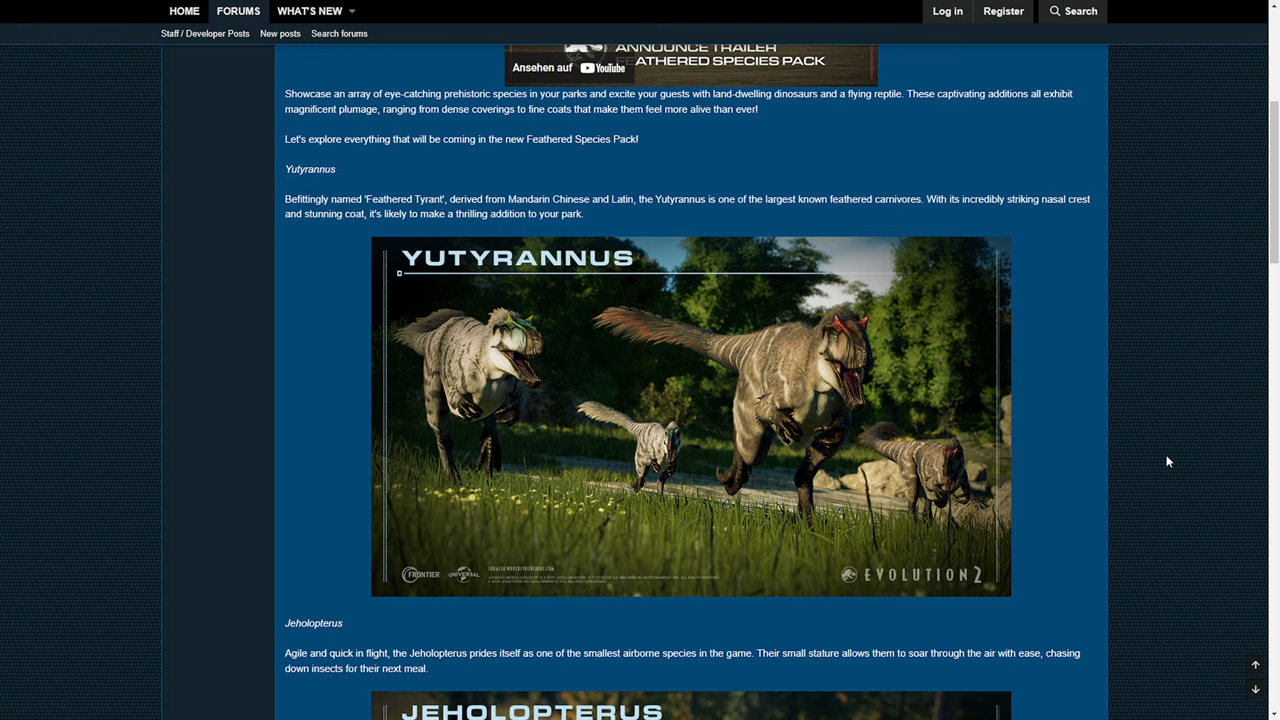 HOME FORUMS WHAT'S NEW Log in Register Search
Staff / Developer Posts New posts Search forums
ANNOUNCE TRAILER
FEATHERED SPECIES PACK
Ansehen auf YouTube
Showcase an array of eye-catching prehistoric species in your parks and excite your guests with land-dwelling dinosaurs and a flying reptile. These captivating additions all exhibit
magnificent plumage, ranging from dense coverings to fine coats that make them feel more alive than ever!
Let's explore everything that will be coming in the new Feathered Species Pack!
Yutyrannus
Befittingly named 'Feathered Tyrant', derived from Mandarin Chinese and Latin, the Yutyrannus is one of the largest known feathered carnivores. With its incredibly striking nasal crest
and stunning coat, it's likely to make a thrilling addition to your park.
YUTYRANNUS
FRONTIER UNIVERSAL
EVOLUTION 2
Jeholopterus
Agile and quick in flight, the Jeholopterus prides itself as one of the smallest airborne species in the game. Their small stature allows them to soar through the air with ease, chasing
down insects for their next meal.
JEHOLOPTERUS